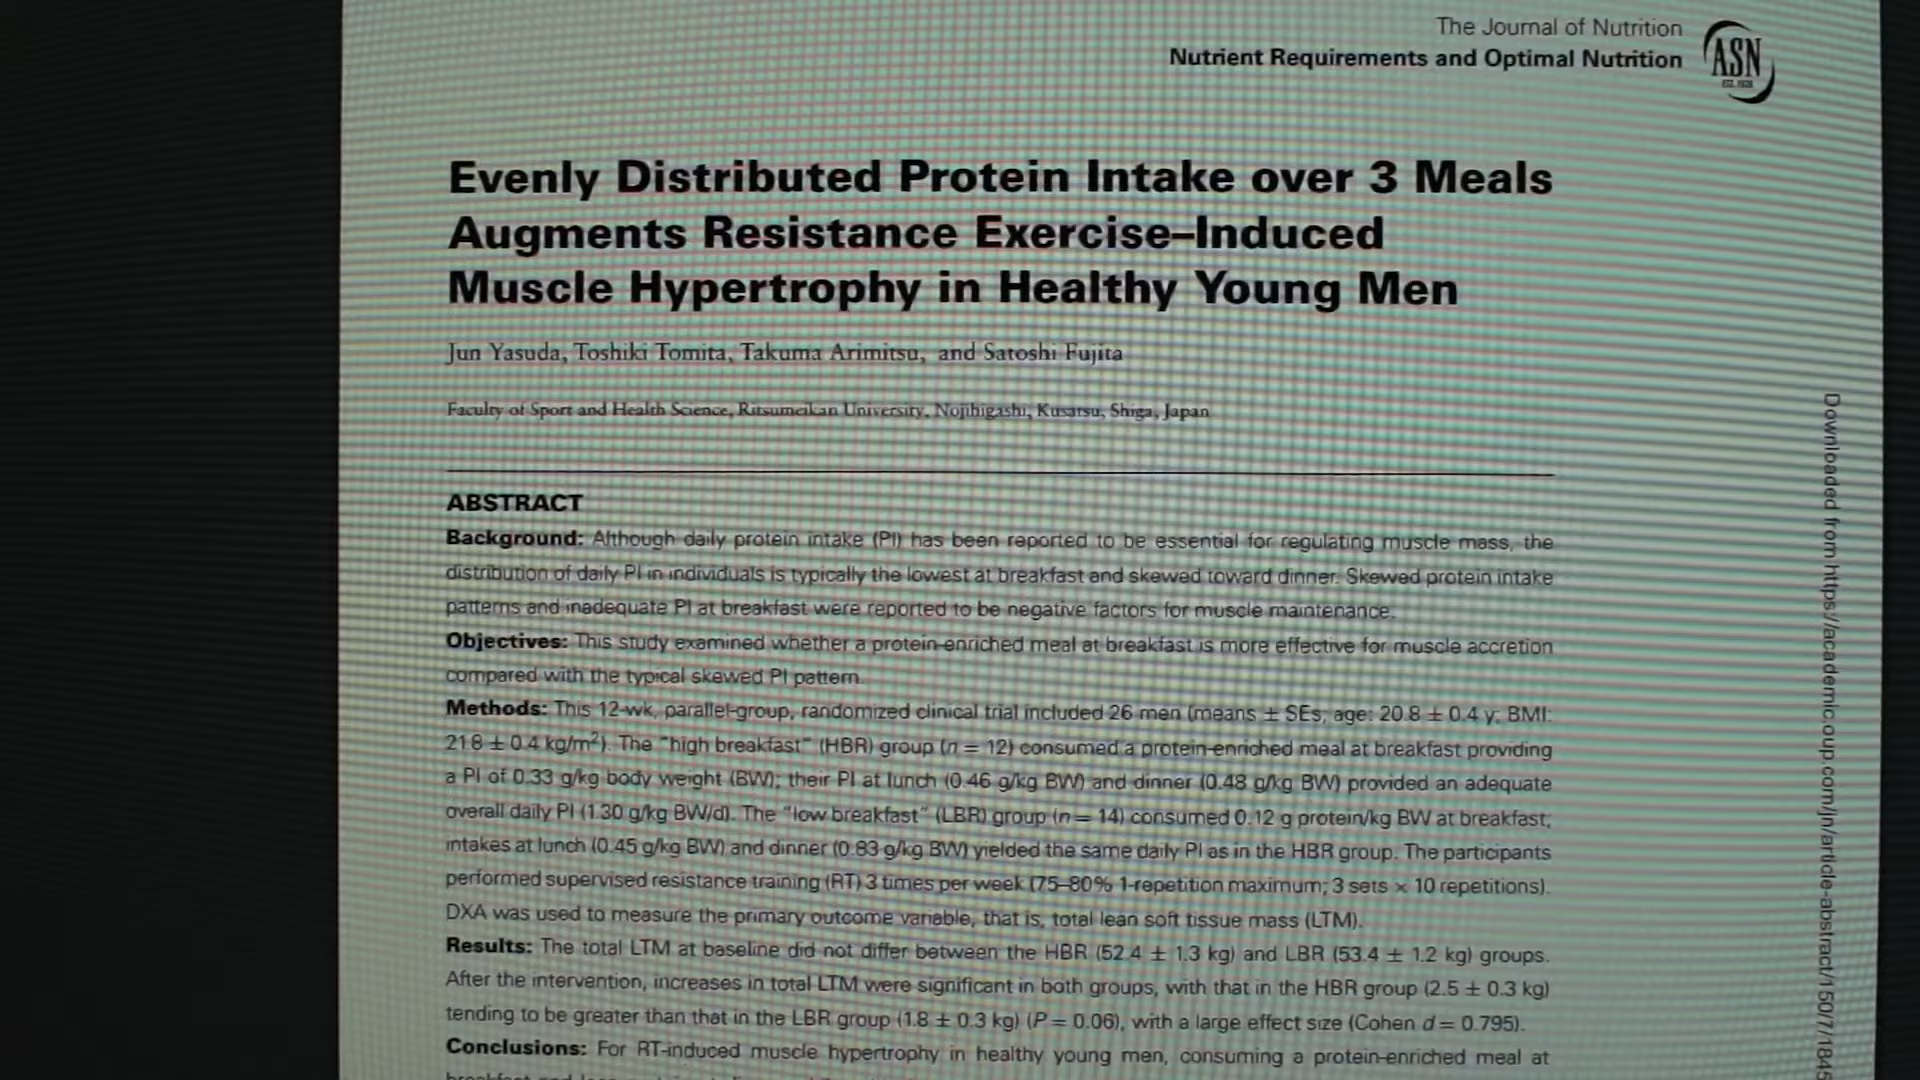 The Journal of Nutrition
Nutrient Requirements and Optimal Nutrition
ASN
EST. 1928
Evenly Distributed Protein Intake over 3 Meals
Augments Resistance Exercise–Induced
Muscle Hypertrophy in Healthy Young Men
Jun Yasuda, Toshiki Tomita, Takuma Arimitsu, and Satoshi Fujita
Faculty of Sport and Health Science, Ritsumeikan University, Nojihigashi, Kusatsu, Shiga, Japan
ABSTRACT
Background: Although daily protein intake (PI) has been reported to be essential for regulating muscle mass, the
distribution of daily PI in individuals is typically the lowest at breakfast and skewed toward dinner. Skewed protein intake
patterns and inadequate PI at breakfast were reported to be negative factors for muscle maintenance.
Objectives: This study examined whether a protein-enriched meal at breakfast is more effective for muscle accretion
compared with the typical skewed PI pattern.
Methods: This 12-wk, parallel-group, randomized clinical trial included 26 men (means ± SEs; age: 20.8 ± 0.4 y; BMI:
21.8 ± 0.4 kg/m²). The "high breakfast" (HBR) group (n = 12) consumed a protein-enriched meal at breakfast providing
a PI of 0.33 g/kg body weight (BW); their PI at lunch (0.46 g/kg BW) and dinner (0.48 g/kg BW) provided an adequate
overall daily PI (1.30 g/kg BW/d). The "low breakfast" (LBR) group (n = 14) consumed 0.12 g protein/kg BW at breakfast;
intakes at lunch (0.45 g/kg BW) and dinner (0.83 g/kg BW) yielded the same daily PI as in the HBR group. The participants
performed supervised resistance training (RT) 3 times per week (75–80% 1-repetition maximum; 3 sets × 10 repetitions).
DXA was used to measure the primary outcome variable, that is, total lean soft tissue mass (LTM).
Results: The total LTM at baseline did not differ between the HBR (52.4 ± 1.3 kg) and LBR (53.4 ± 1.2 kg) groups.
After the intervention, increases in total LTM were significant in both groups, with that in the HBR group (2.5 ± 0.3 kg)
tending to be greater than that in the LBR group (1.8 ± 0.3 kg) (P = 0.06), with a large effect size (Cohen d = 0.795).
Conclusions: For RT-induced muscle hypertrophy in healthy young men, consuming a protein-enriched meal at
Downloaded from https://academic.oup.com/jn/article-abstract/150/7/1845